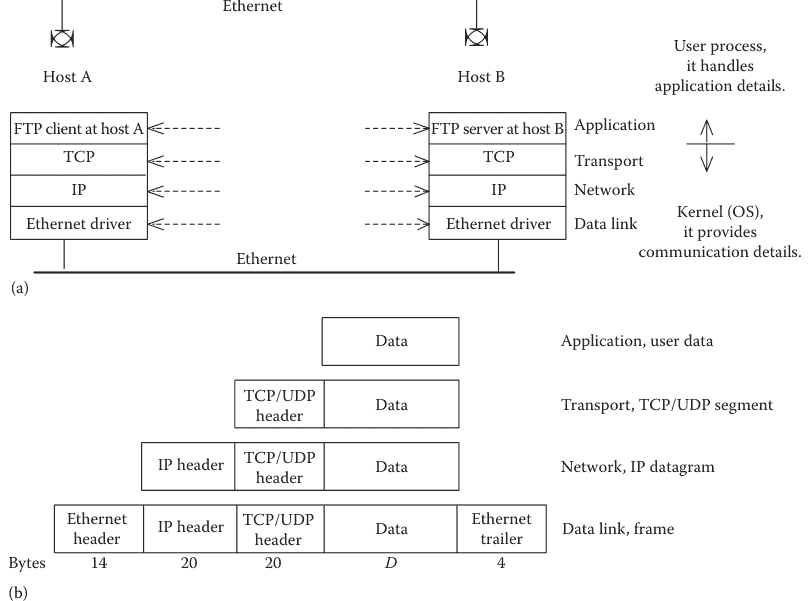 Ethernet
Host A
Host B
User process,
it handles
application details.
FTP client at host A
FTP server at host B
Application
TCP
TCP
Transport
IP
IP
Network
Ethernet driver
Ethernet driver
Data link
Kernel (OS),
it provides
communication details.
Ethernet
(a)
Data
Application, user data
TCP/UDP
header
Data
Transport, TCP/UDP segment
IP header
TCP/UDP
header
Data
Network, IP datagram
Ethernet
header
IP header
TCP/UDP
header
Data
Ethernet
trailer
Data link, frame
Bytes
14
20
20
D
4
(b)